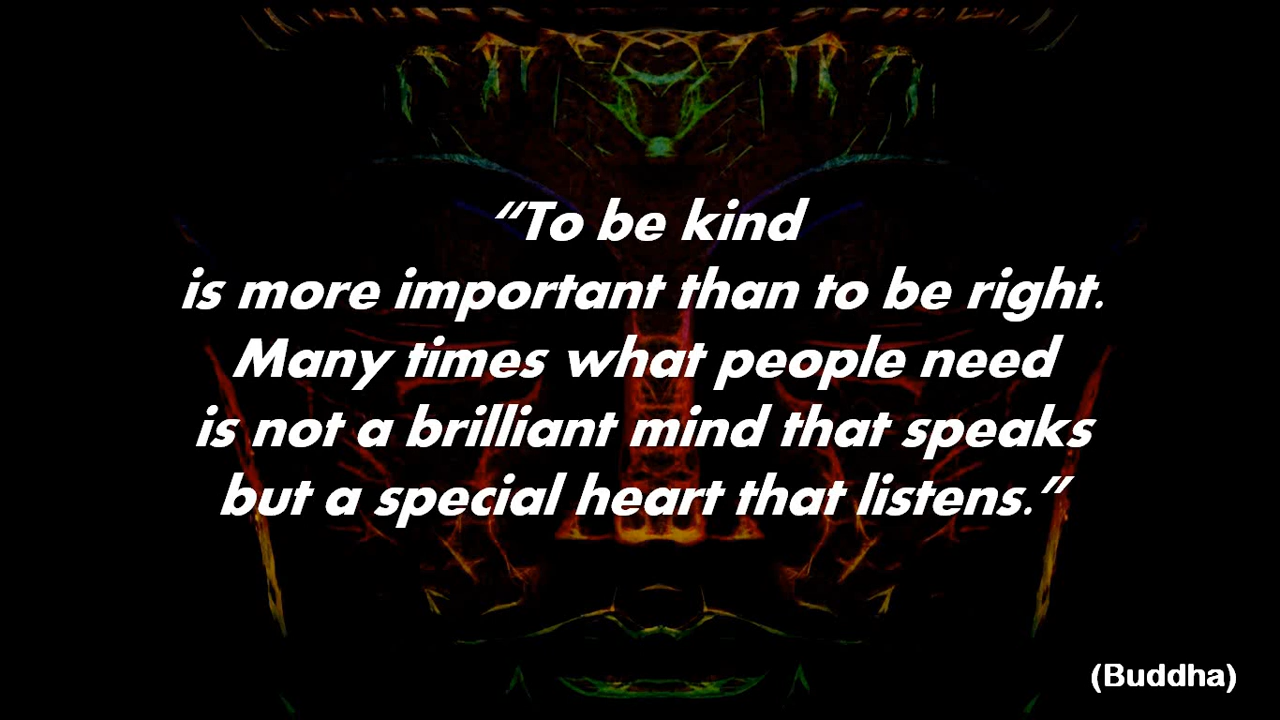 “To be kind
is more important than to be right.
Many times what people need
is not a brilliant mind that speaks
but a special heart that listens.”
(Buddha)